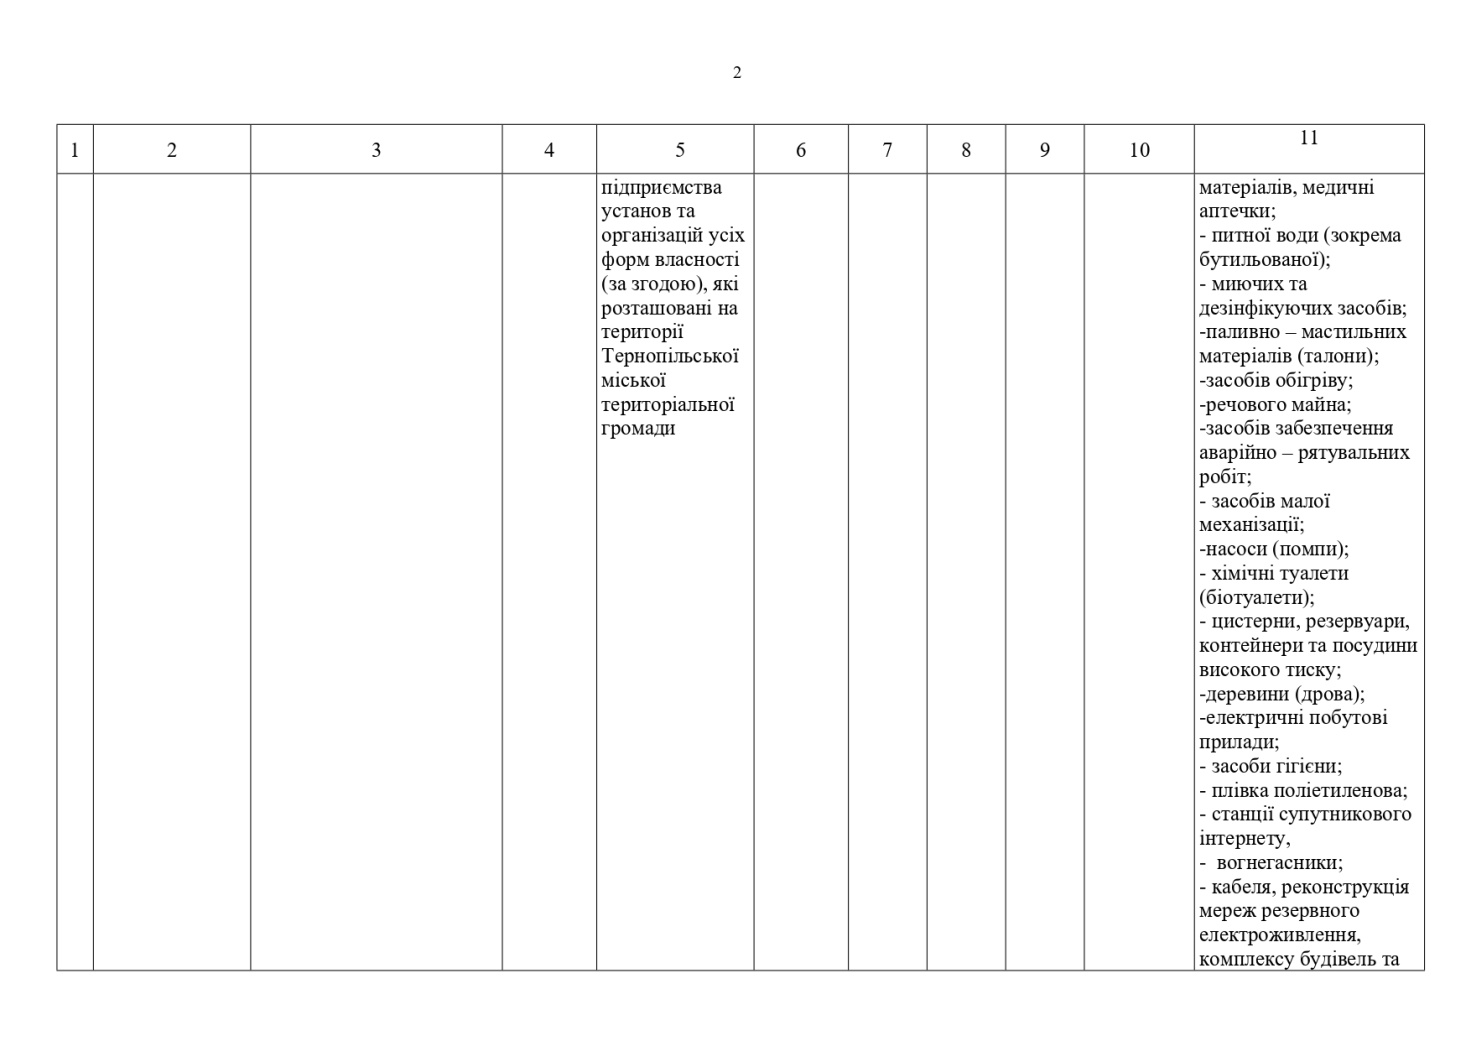 2
1 2 3 4 5 6 7 8 9 10 11
підприємства
установ та
організацій усіх
форм власності
(за згодою), які
розташовані на
території
Тернопільської
міської
територіальної
громади
матеріалів, медичні
аптечки;
- питної води (зокрема
бутильованої);
- миючих та
дезінфікуючих засобів;
-паливно – мастильних
матеріалів (талони);
-засобів обігріву;
-речового майна;
-засобів забезпечення
аварійно – рятувальних
робіт;
- засобів малої
механізації;
-насоси (помпи);
- хімічні туалети
(біотуалети);
- цистерни, резервуари,
контейнери та посудини
високого тиску;
-деревини (дрова);
-електричні побутові
прилади;
- засоби гігієни;
- плівка поліетиленова;
- станції супутникового
інтернету,
-  вогнегасники;
- кабеля, реконструкція
мереж резервного
електроживлення,
комплексу будівель та